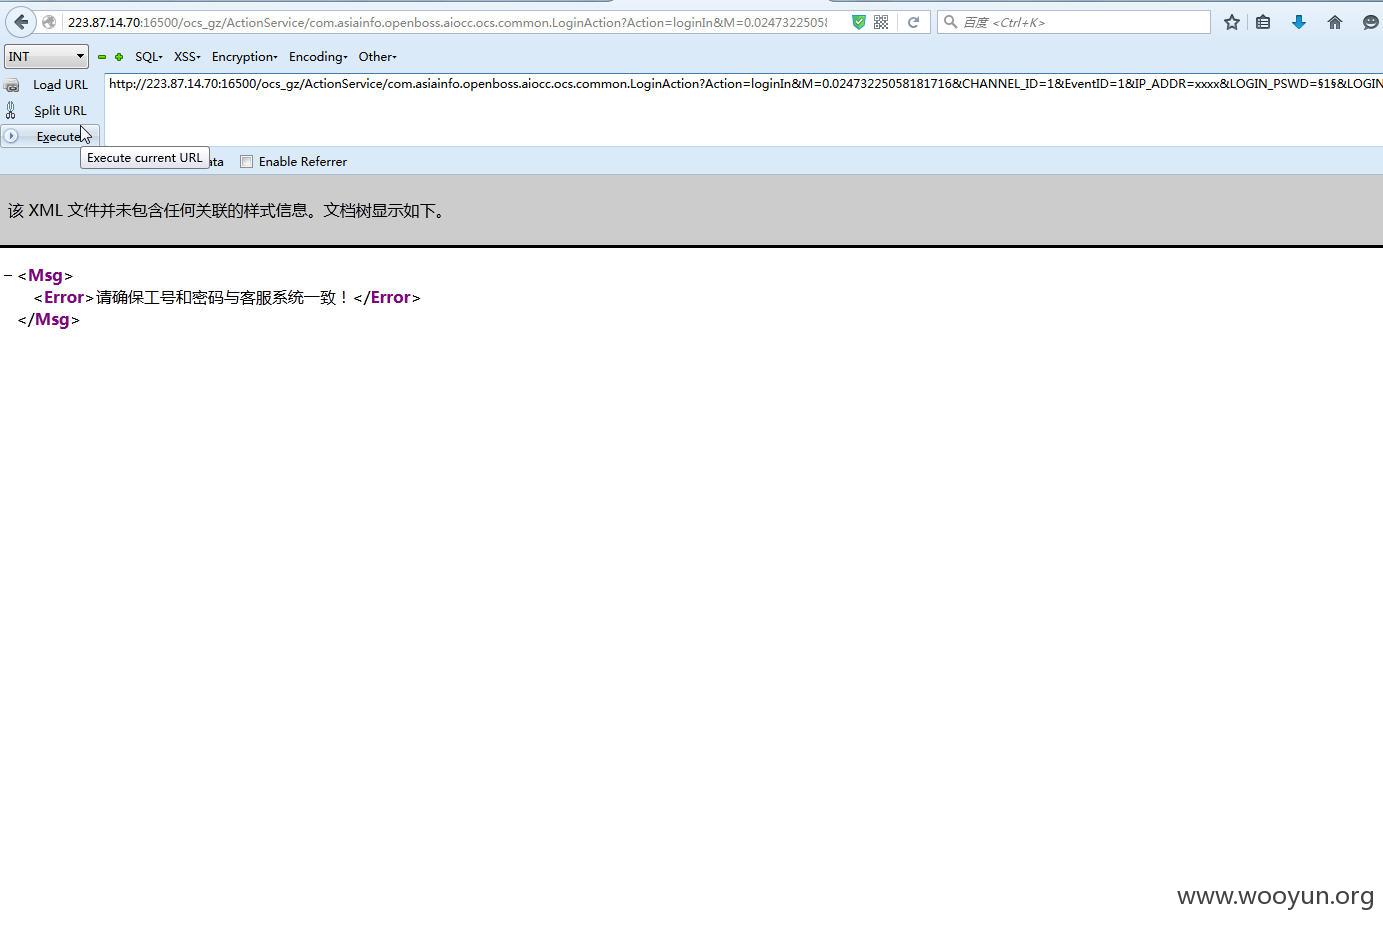 223.87.14.70:16500/ocs_gz/ActionService/com.asiainfo.openboss.aiocc.ocs.common.LoginAction?Action=loginIn&M=0.02473225058
百度 <Ctrl+K>
INT SQL XSS Encryption Encoding Other
Load URL
http://223.87.14.70:16500/ocs_gz/ActionService/com.asiainfo.openboss.aiocc.ocs.common.LoginAction?Action=loginIn&M=0.02473225058181716&CHANNEL_ID=1&EventID=1&IP_ADDR=xxxx&LOGIN_PSWD=§1§&LOGIN
Split URL
Execute
Execute current URL
ata Enable Referrer
该 XML 文件并未包含任何关联的样式信息。文档树显示如下。
− <Msg>
<Error>请确保工号和密码与客服系统一致！</Error>
</Msg>
www.wooyun.org